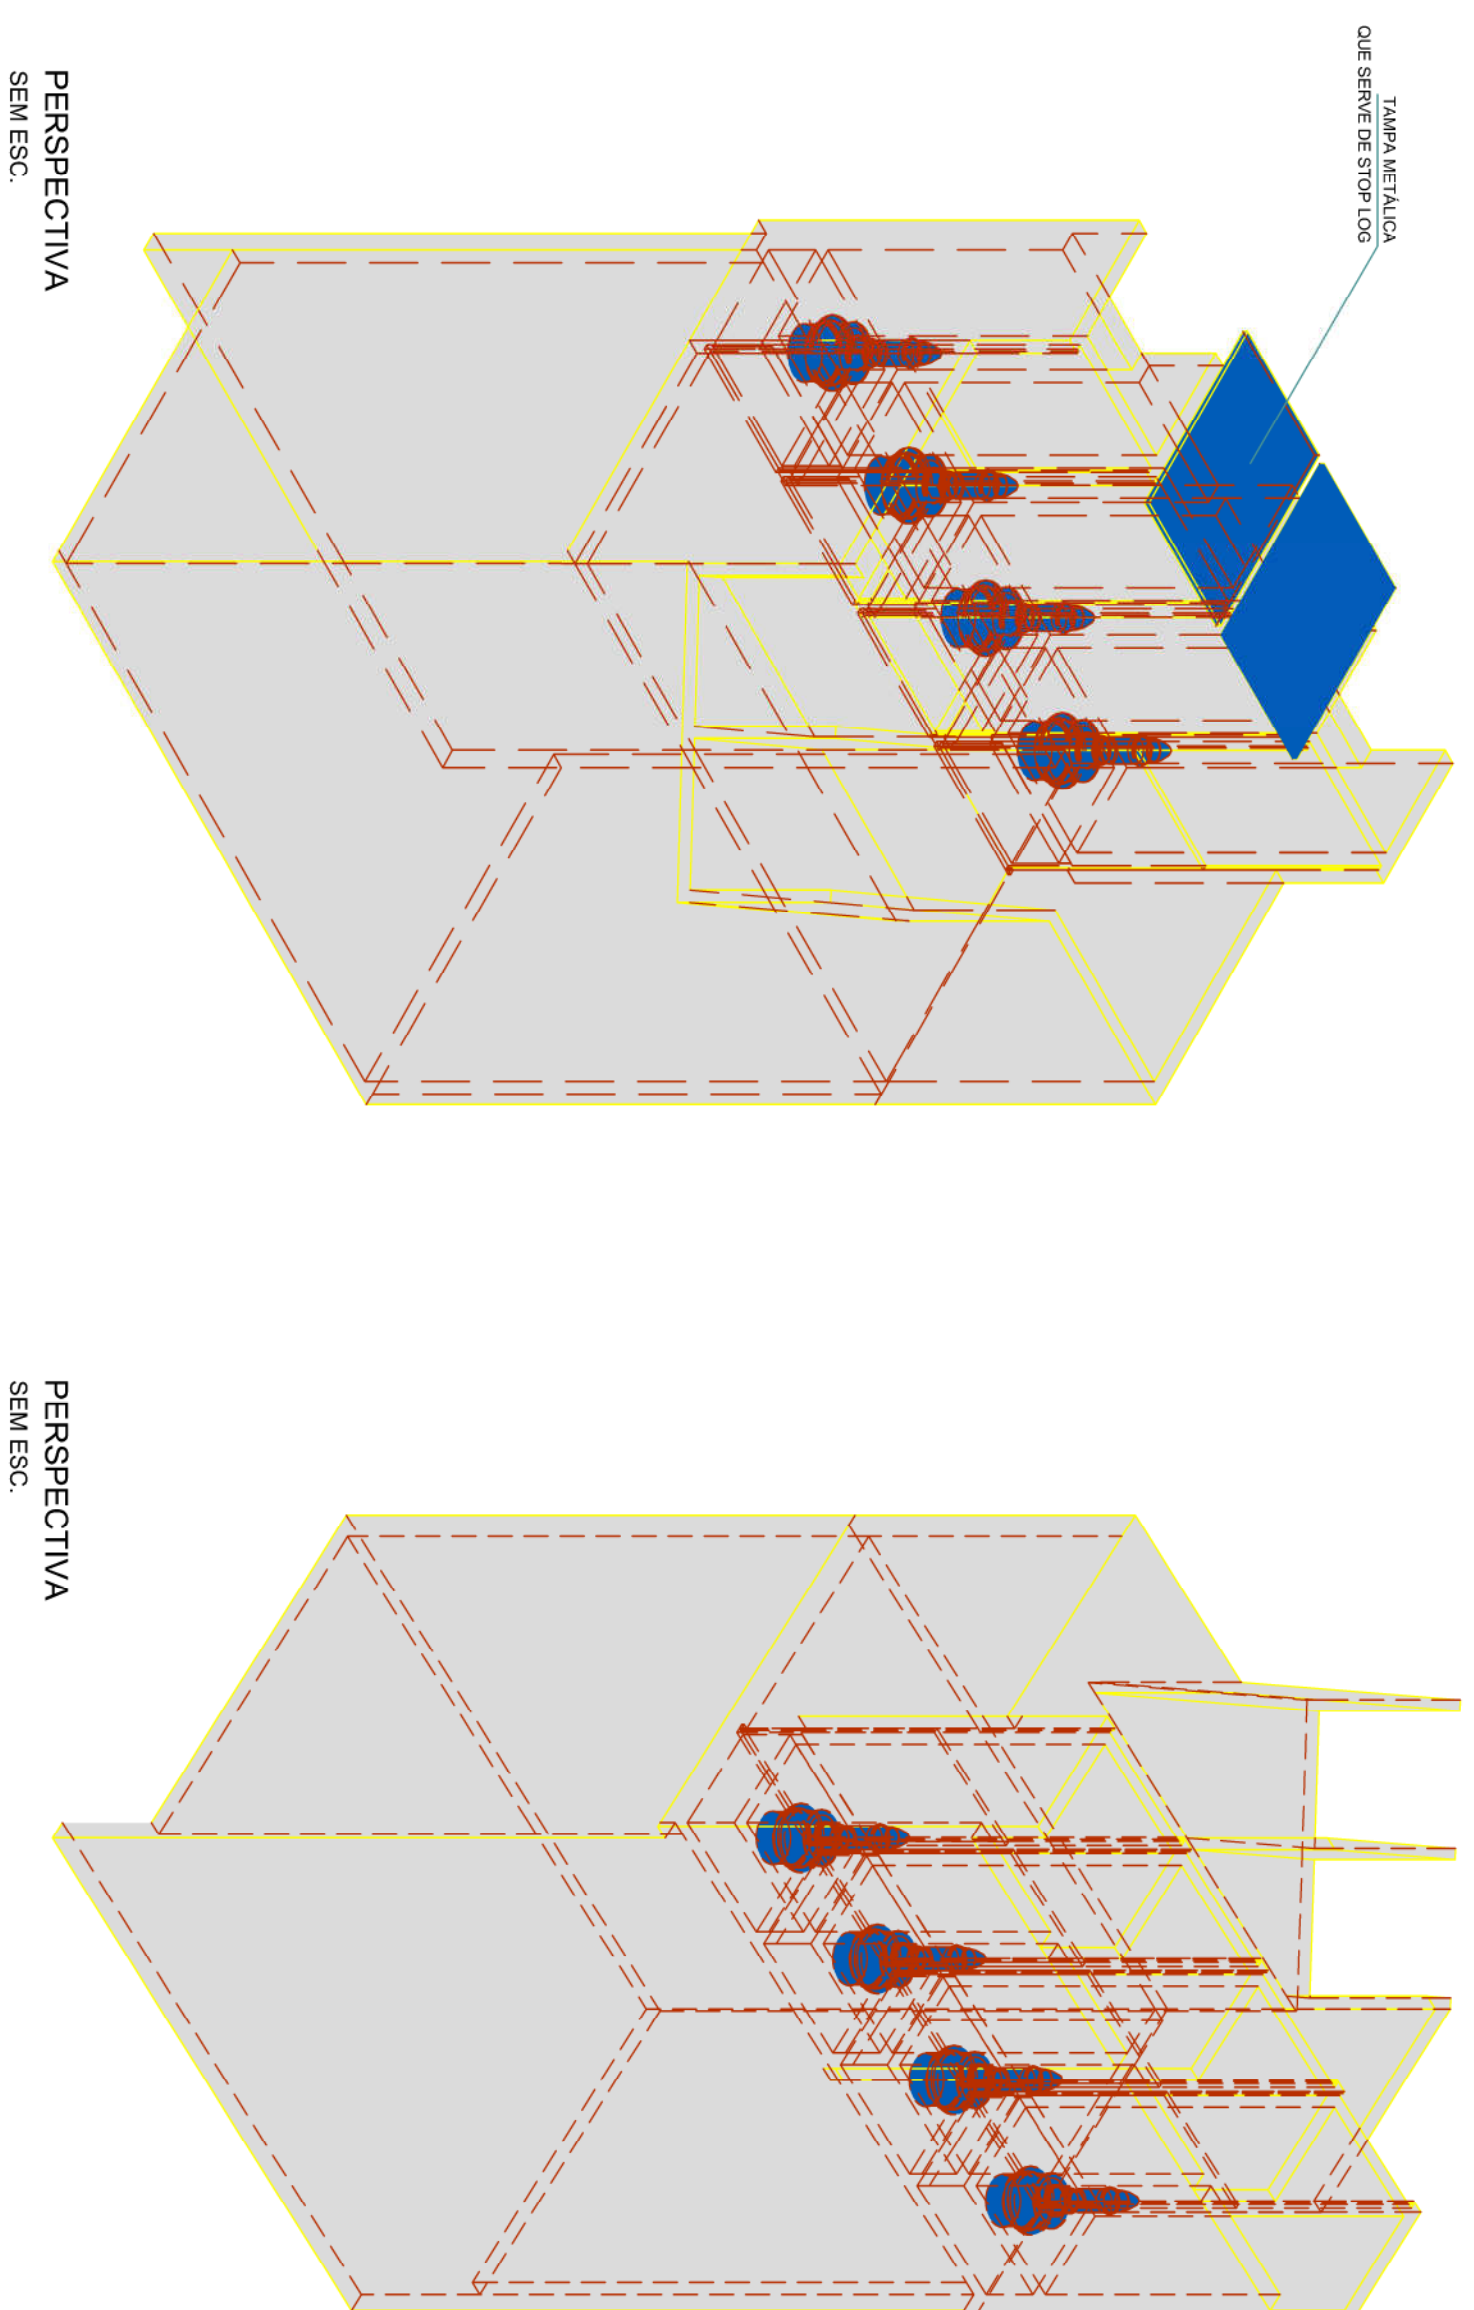 TAMPA METÁLICA
QUE SERVE DE STOP LOG
PERSPECTIVA
SEM ESC.
PERSPECTIVA
SEM ESC.